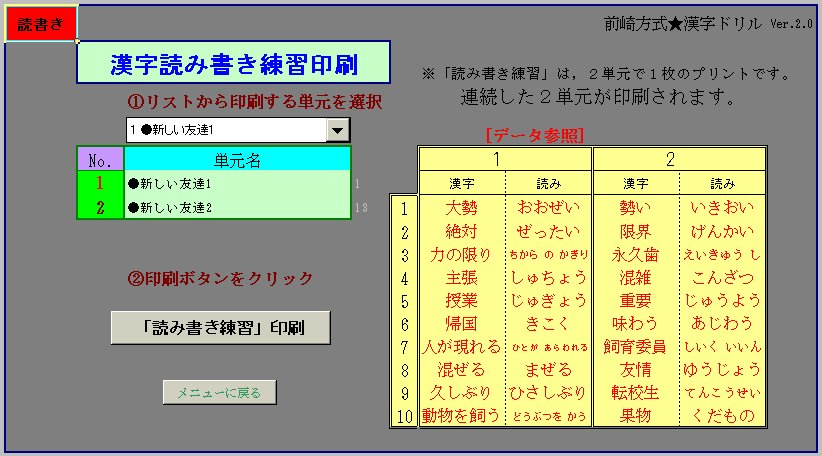 読書き
前崎方式★漢字ドリル Ver.2.0
漢字読み書き練習印刷
※「読み書き練習」は，２単元で１枚のプリントです。
連続した２単元が印刷されます。
①リストから印刷する単元を選択
1 ●新しい友達1
No. 単元名
1 ●新しい友達1 1
2 ●新しい友達2 13
②印刷ボタンをクリック
「読み書き練習」印刷
メニューに戻る
[データ参照]
1 2
漢字 読み 漢字 読み
1 大勢 おおぜい 勢い いきおい
2 絶対 ぜったい 限界 げんかい
3 力の限り ちから の かぎり 永久歯 えいきゅう し
4 主張 しゅちょう 混雑 こんざつ
5 授業 じゅぎょう 重要 じゅうよう
6 帰国 きこく 味わう あじわう
7 人が現れる ひとが あらわれる 飼育委員 しいく いいん
8 混ぜる まぜる 友情 ゆうじょう
9 久しぶり ひさしぶり 転校生 てんこうせい
10 動物を飼う どうぶつを かう 果物 くだもの